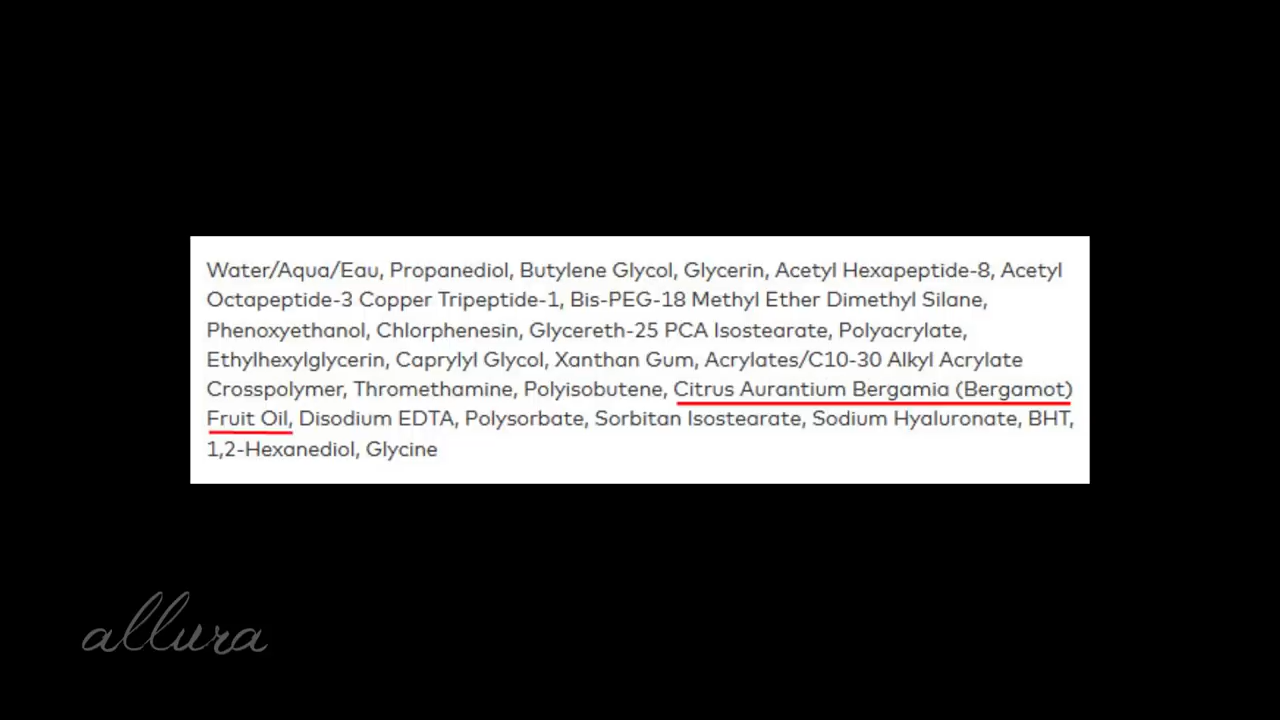 Water/Aqua/Eau, Propanediol, Butylene Glycol, Glycerin, Acetyl Hexapeptide-8, Acetyl
Octapeptide-3 Copper Tripeptide-1, Bis-PEG-18 Methyl Ether Dimethyl Silane,
Phenoxyethanol, Chlorphenesin, Glycereth-25 PCA Isostearate, Polyacrylate,
Ethylhexylglycerin, Caprylyl Glycol, Xanthan Gum, Acrylates/C10-30 Alkyl Acrylate
Crosspolymer, Thromethamine, Polyisobutene, Citrus Aurantium Bergamia (Bergamot)
Fruit Oil, Disodium EDTA, Polysorbate, Sorbitan Isostearate, Sodium Hyaluronate, BHT,
1,2-Hexanediol, Glycine
allura